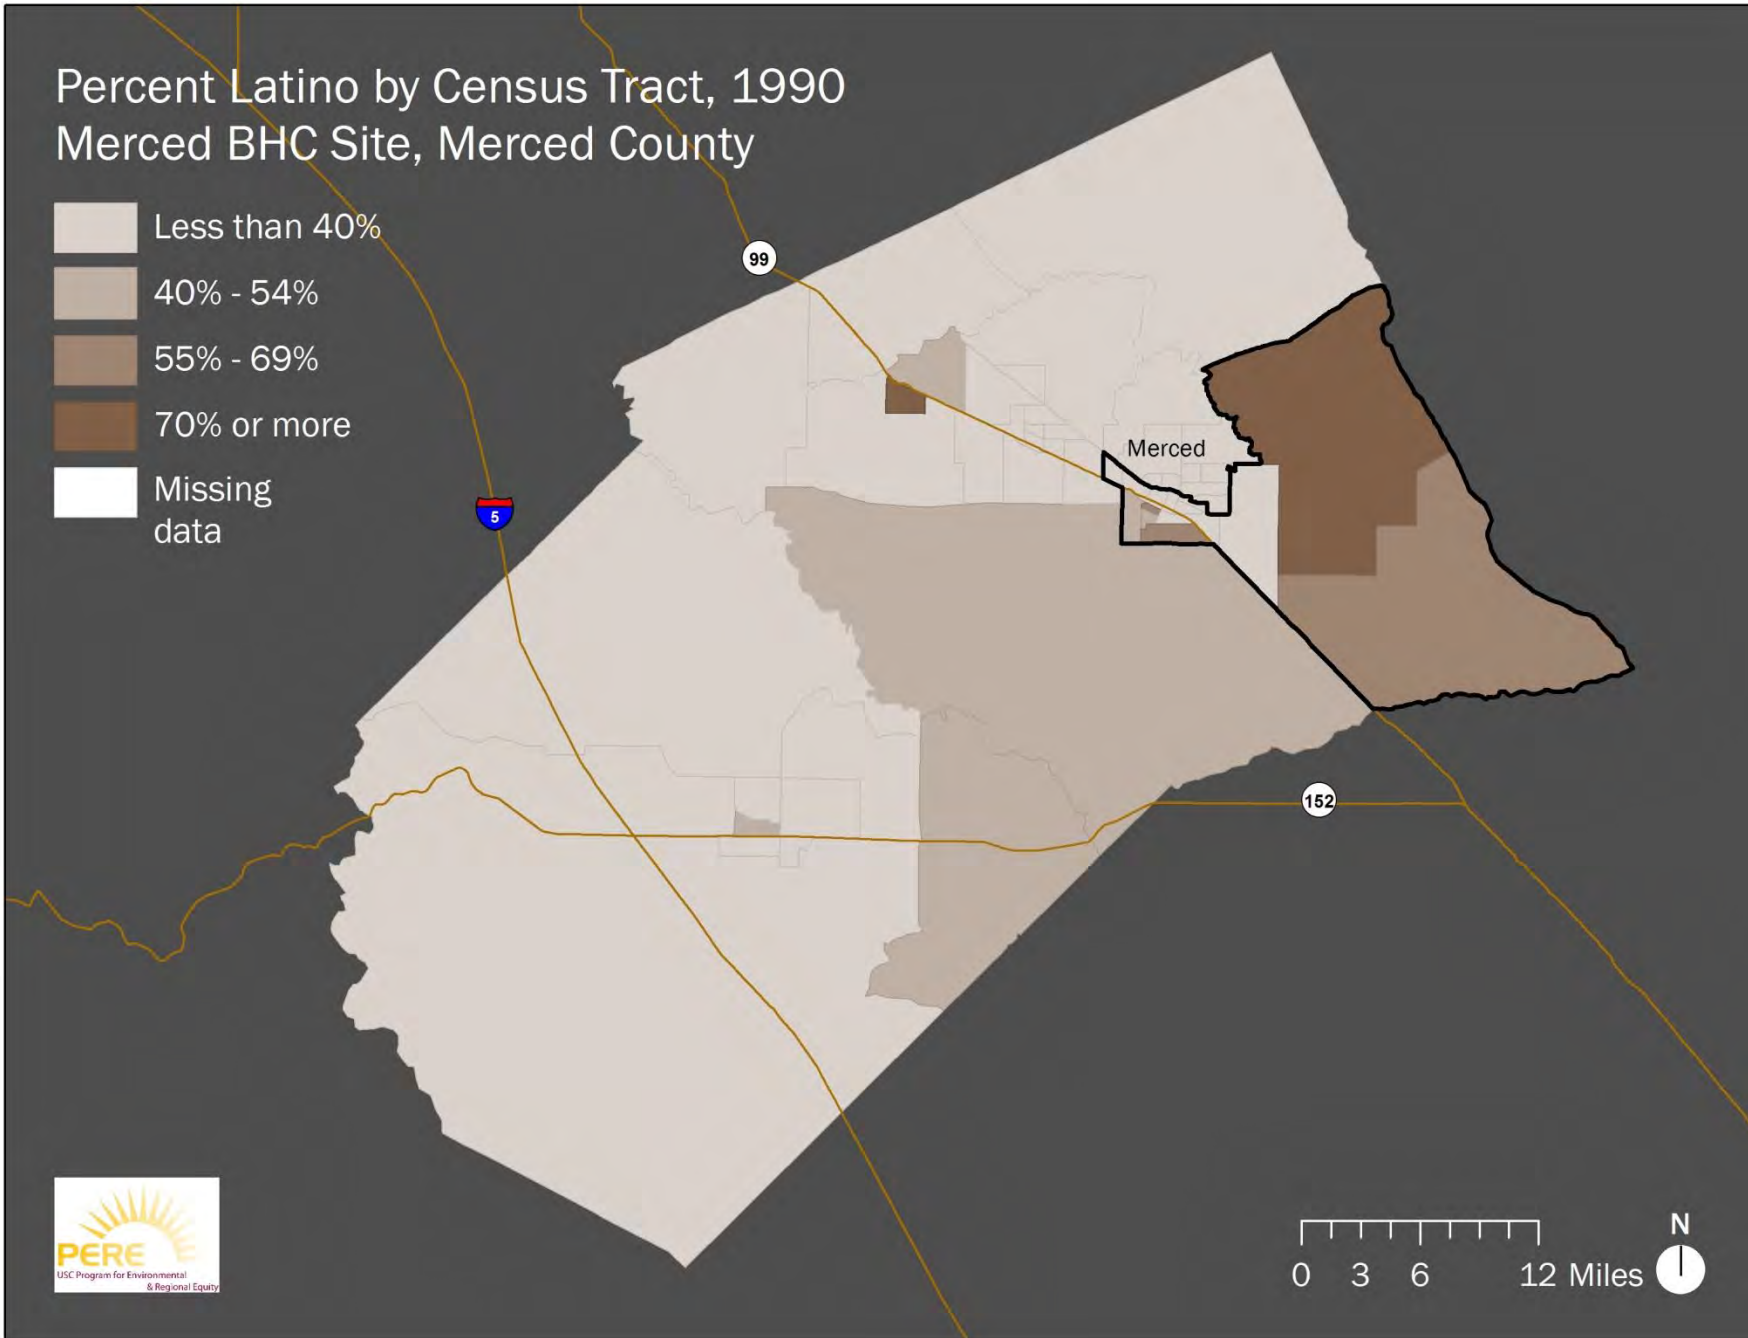 Percent Latino by Census Tract, 1990
Merced BHC Site, Merced County
Less than 40%
40% - 54%
55% - 69%
70% or more
Missing
data
99
5
Merced
152
PERE
USC Program for Environmental
& Regional Equity
0 3 6 12 Miles
N